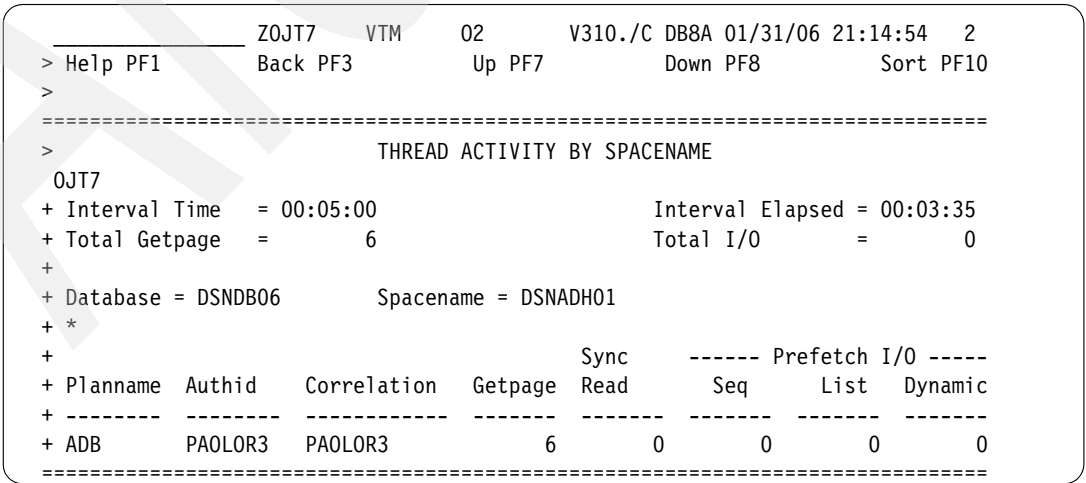 ________________ ZOJT7 VTM O2 V310./C DB8A 01/31/06 21:14:54 2
> Help PF1 Back PF3 Up PF7 Down PF8 Sort PF10
>
===============================================================================
> THREAD ACTIVITY BY SPACENAME
OJT7
+ Interval Time = 00:05:00 Interval Elapsed = 00:03:35
+ Total Getpage = 6 Total I/O = 0
+
+ Database = DSNDB06 Spacename = DSNADH01
+ *
+ Sync ------ Prefetch I/O -----
+ Planname Authid Correlation Getpage Read Seq List Dynamic
+ -------- -------- ------------ ------- ------- ------- ------- -------
+ ADB PAOLOR3 PAOLOR3 6 0 0 0 0
===============================================================================